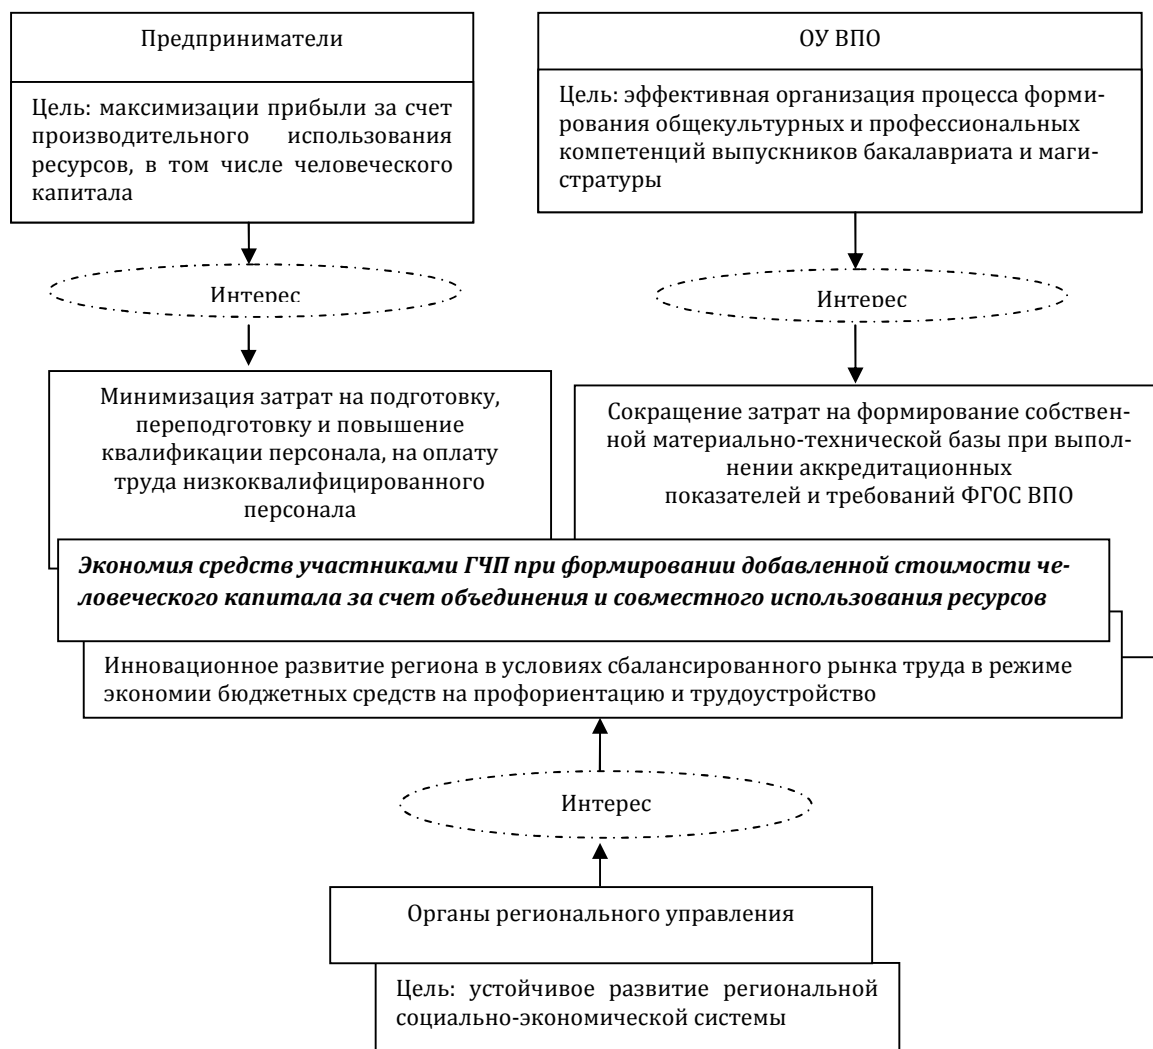 Предприниматели
Цель: максимизации прибыли за счет
производительного использования
ресурсов, в том числе человеческого
капитала
ОУ ВПО
Цель: эффективная организация процесса форми-
рования общекультурных и профессиональных
компетенций выпускников бакалавриата и маги-
стратуры
Интерес
Интерес
Минимизация затрат на подготовку,
переподготовку и повышение
квалификации персонала, на оплату
труда низкоквалифицированного
персонала
Сокращение затрат на формирование собствен-
ной материально-технической базы при выпол-
нении аккредитационных
показателей и требований ФГОС ВПО
Экономия средств участниками ГЧП при формировании добавленной стоимости че-
ловеческого капитала за счет объединения и совместного использования ресурсов
Инновационное развитие региона в условиях сбалансированного рынка труда в режиме
экономии бюджетных средств на профориентацию и трудоустройство
Интерес
Органы регионального управления
Цель: устойчивое развитие региональной
социально-экономической системы